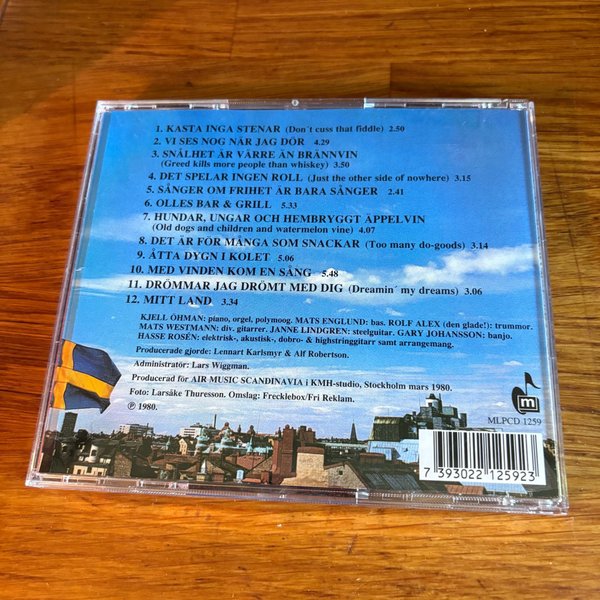 1. KASTA INGA STENAR (Don´t cuss that fiddle) 2.50
2. VI SES NOG NÄR JAG DÖR 4.29
3. SNÅLHET ÄR VÄRRE ÄN BRÄNNVIN
(Greed kills more people than whiskey) 3.50
4. DET SPELAR INGEN ROLL (Just the other side of nowhere) 3.15
5. SÅNGER OM FRIHET ÄR BARA SÅNGER 2.41
6. OLLES BAR & GRILL 5.33
7. HUNDAR, UNGAR OCH HEMBRYGGT ÄPPELVIN
(Old dogs and children and watermelon vine) 4.07
8. DET ÄR FÖR MÅNGA SOM SNACKAR (Too many do-goods) 3.14
9. ÅTTA DYGN I KOLET 5.06
10. MED VINDEN KOM EN SÅNG 5.48
11. DRÖMMAR JAG DRÖMT MED DIG (Dreamin´ my dreams) 3.06
12. MITT LAND 3.34
KJELL ÖHMAN: piano, orgel, polymoog. MATS ENGLUND: bas. ROLF ALEX (den glade!): trummor.
MATS WESTMANN: div. gitarrer. JANNE LINDGREN: steelguitar. GARY JOHANSSON: banjo.
HASSE ROSÉN: elektrisk-, akustisk-, dobro- & highstringgitarr samt arrangemang.
Producerade gjorde: Lennart Karlsmyr & Alf Robertson.
Administratör: Lars Wiggman.
Producerad för AIR MUSIC SCANDINAVIA i KMH-studio, Stockholm mars 1980.
Foto: Larsåke Thuresson. Omslag: Frecklebox/Fri Reklam.
℗ 1980.
m
MLPCD 1259
7 393022 125923